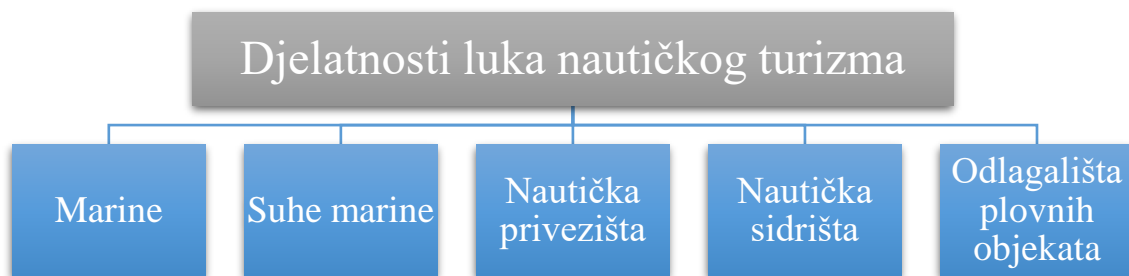 Djelatnosti luka nautičkog turizma
Marine
Suhe marine
Nautička
privezišta
Nautička
sidrišta
Odlagališta
plovnih
objekata